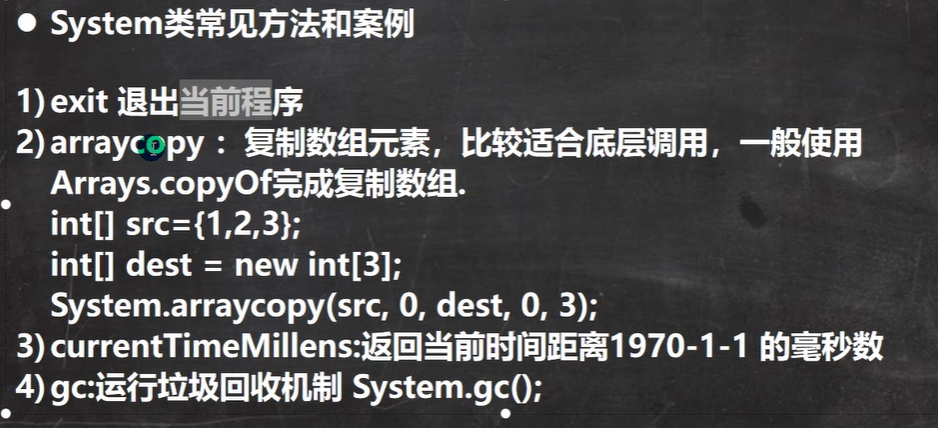 ● System类常见方法和案例
1) exit 退出当前程序
2) arraycopy ：复制数组元素，比较适合底层调用，一般使用
Arrays.copyOf完成复制数组.
int[] src={1,2,3};
int[] dest = new int[3];
System.arraycopy(src, 0, dest, 0, 3);
3) currentTimeMillens:返回当前时间距离1970-1-1 的毫秒数
4) gc:运行垃圾回收机制 System.gc();